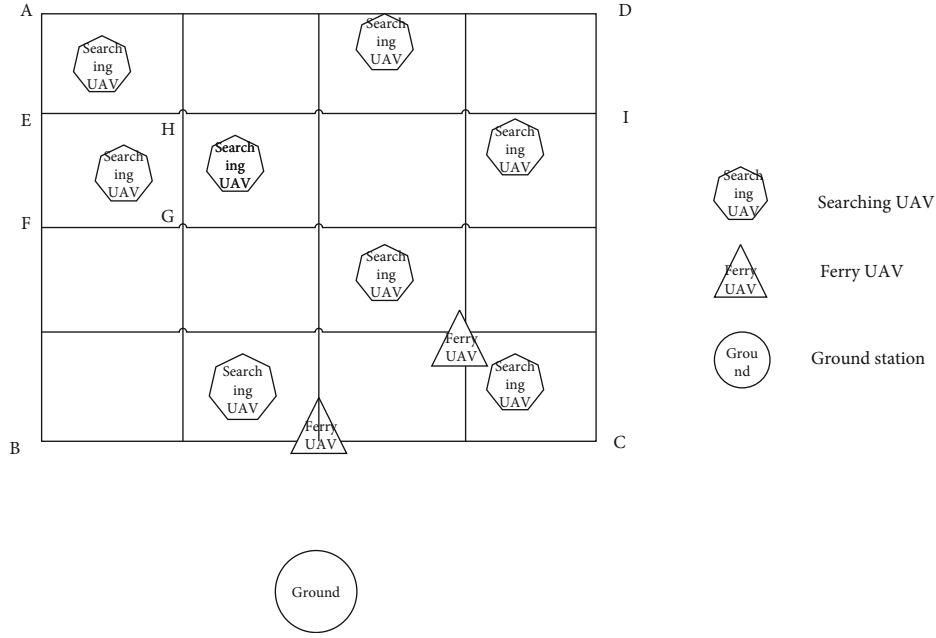 A
D
Search
ing
UAV
Search
ing
UAV
E
H
I
Search
ing
UAV
Search
ing
UAV
Search
ing
UAV
F
G
Search
ing
UAV
Ferry
UAV
Search
ing
UAV
Search
ing
UAV
Ferry
UAV
B
C
Ground
Search
ing
UAV
Searching UAV
Ferry
UAV
Ferry UAV
Grou
nd
Ground station